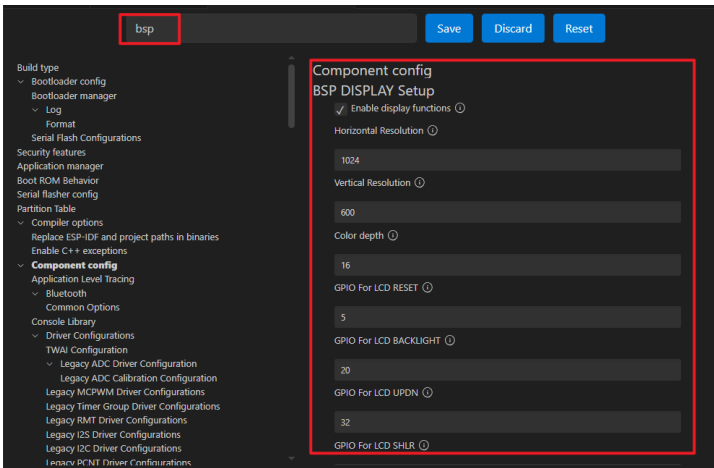 bsp
Save
Discard
Reset
Build type
Bootloader config
Bootloader manager
Log
Format
Serial Flash Configurations
Security features
Application manager
Boot ROM Behavior
Serial flasher config
Partition Table
Compiler options
Replace ESP-IDF and project paths in binaries
Enable C++ exceptions
Component config
Application Level Tracing
Bluetooth
Common Options
Console Library
Driver Configurations
TWAI Configuration
Legacy ADC Driver Configuration
Legacy ADC Calibration Configuration
Legacy MCPWM Driver Configurations
Legacy Timer Group Driver Configurations
Legacy RMT Driver Configurations
Legacy I2S Driver Configurations
Legacy I2C Driver Configurations
Legacy PCNT Driver Configurations
Component config
BSP DISPLAY Setup
Enable display functions
Horizontal Resolution
1024
Vertical Resolution
600
Color depth
16
GPIO For LCD RESET
5
GPIO For LCD BACKLIGHT
20
GPIO For LCD UPDN
32
GPIO For LCD SHLR